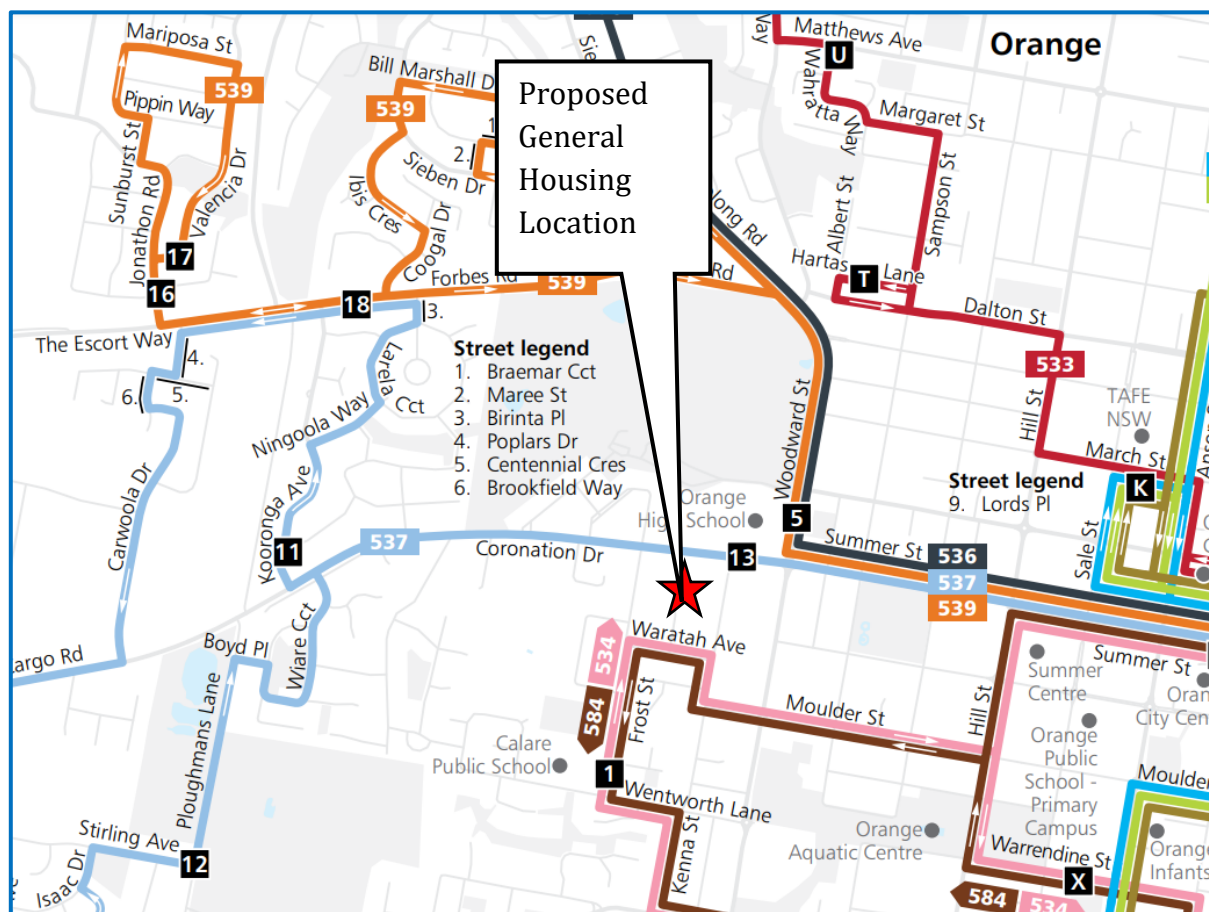 Mariposa St
539
Pippin Way
Sunburst St
Jonathon Rd
Valencia Dr
17
16
Bill Marshall D
539
1
2.
Sieben Dr
Ibis Cres
Coogal Dr
Forbes Rd
539
18
3.
The Escort Way
4.
5.
6.
Proposed
General
Housing
Location
Matthews Ave
Orange
U
Wahratta Way
Margaret St
Albert St
Sampson St
Hartas Lane
T
Dalton St
533
Hill St
TAFE
NSW
March St
K
Street legend
1. Braemar Cct
2. Maree St
3. Birinta Pl
4. Poplars Dr
5. Centennial Cres
6. Brookfield Way
Larela Cct
Ningoola Way
Kooronga Ave
Carwoola Dr
11
537
Coronation Dr
Orange
High School
13
5
Woodward St
Street legend
9. Lords Pl
Sale St
Summer St
536
537
539
Boyd Pl
Wiare Cct
Ploughmans Lane
Stirling Ave
12
Isaac Dr
Waratah Ave
534
584
Frost St
Calare
Public School
1
Wentworth Lane
Kenna St
Moulder St
Hill St
Summer
Centre
Summer St
Orange
Public
School -
Primary
Campus
Orange
Aquatic Centre
Warrendine St
X
584
534
Moulder
Orange
Infants